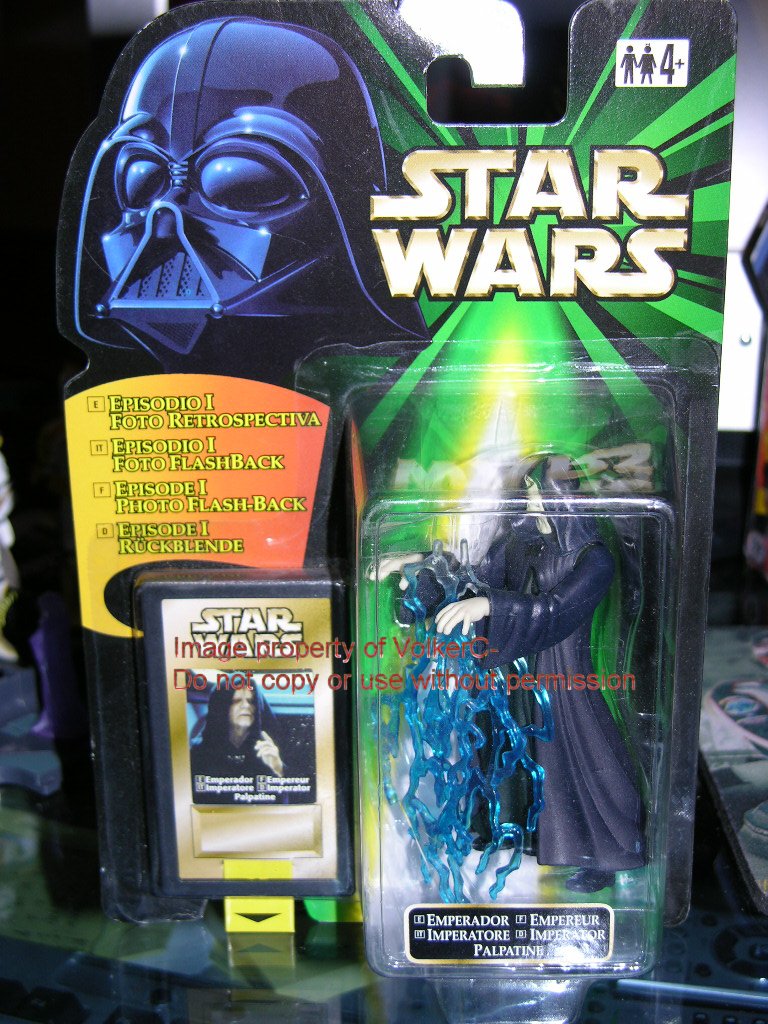 4+
STAR
WARS
E EPISODIO I
FOTO RETROSPECTIVA
IT EPISODIO I
FOTO FLASHBACK
F EPISODE I
PHOTO FLASH-BACK
D EPISODE I
RÜCKBLENDE
STAR
WARS
Image property of VolkerC-
Do not copy or use without permission
E Emperador F Empereur
IT Imperatore D Imperator
Palpatine
E EMPERADOR F EMPEREUR
IT IMPERATORE D IMPERATOR
PALPATINE